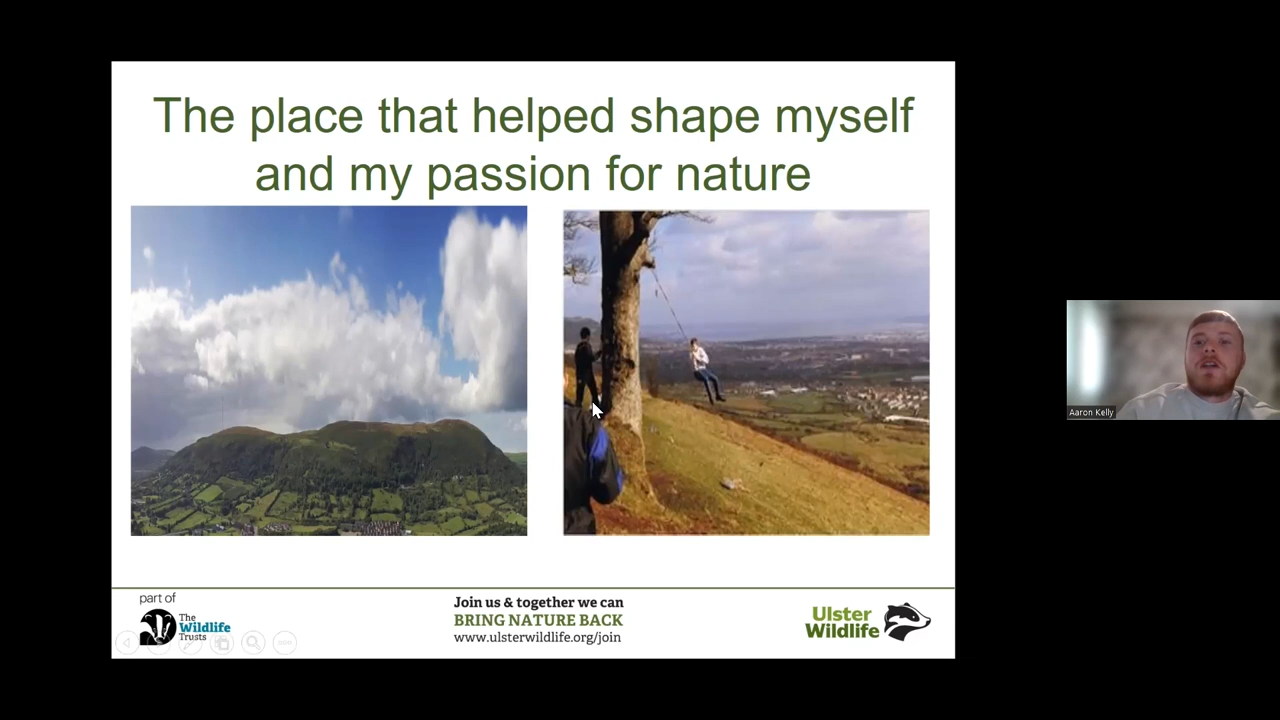 The place that helped shape myself
and my passion for nature
part of
The
Wildlife
Trusts
Join us & together we can
BRING NATURE BACK
www.ulsterwildlife.org/join
Ulster
Wildlife
Aaron Kelly